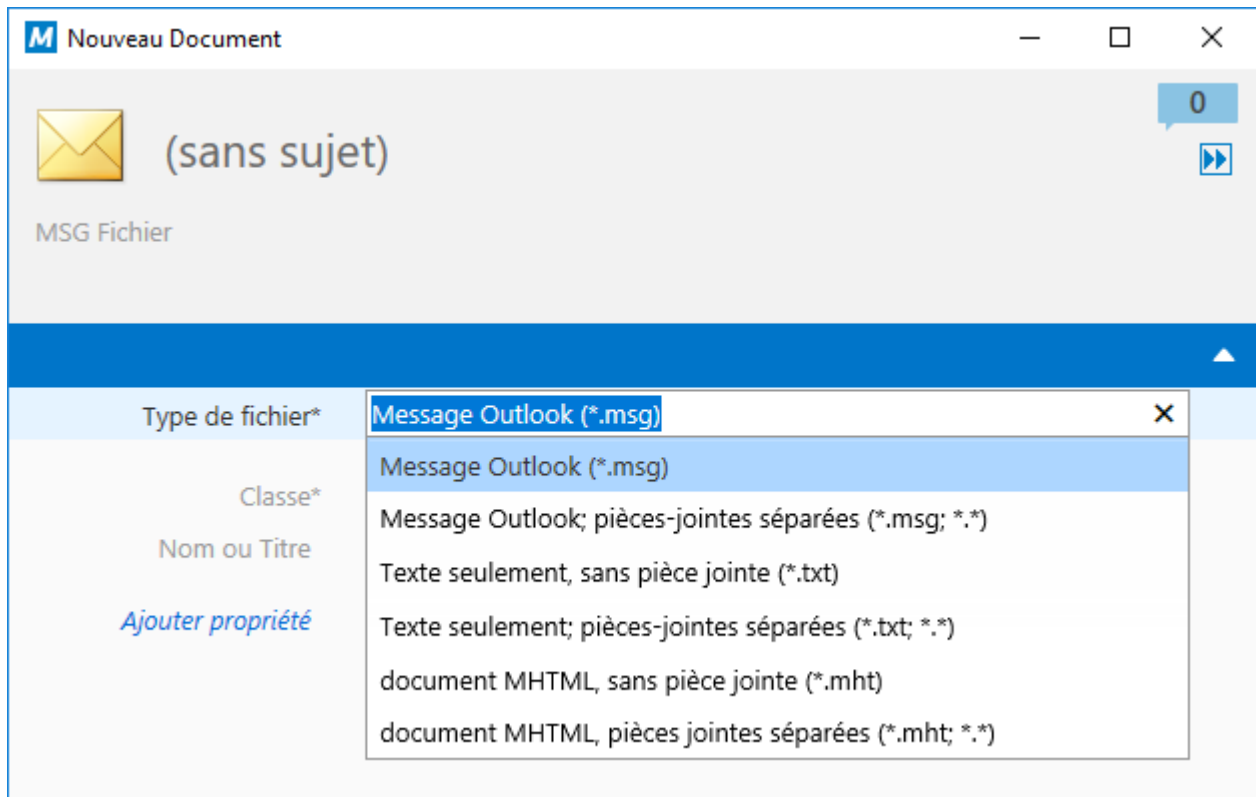 M Nouveau Document
0
(sans sujet)
MSG Fichier
Type de fichier* Message Outlook (*.msg)
Message Outlook (*.msg)
Classe*
Message Outlook; pièces-jointes séparées (*.msg; *.*)
Nom ou Titre
Texte seulement, sans pièce jointe (*.txt)
Ajouter propriété
Texte seulement; pièces-jointes séparées (*.txt; *.*)
document MHTML, sans pièce jointe (*.mht)
document MHTML, pièces jointes séparées (*.mht; *.*)